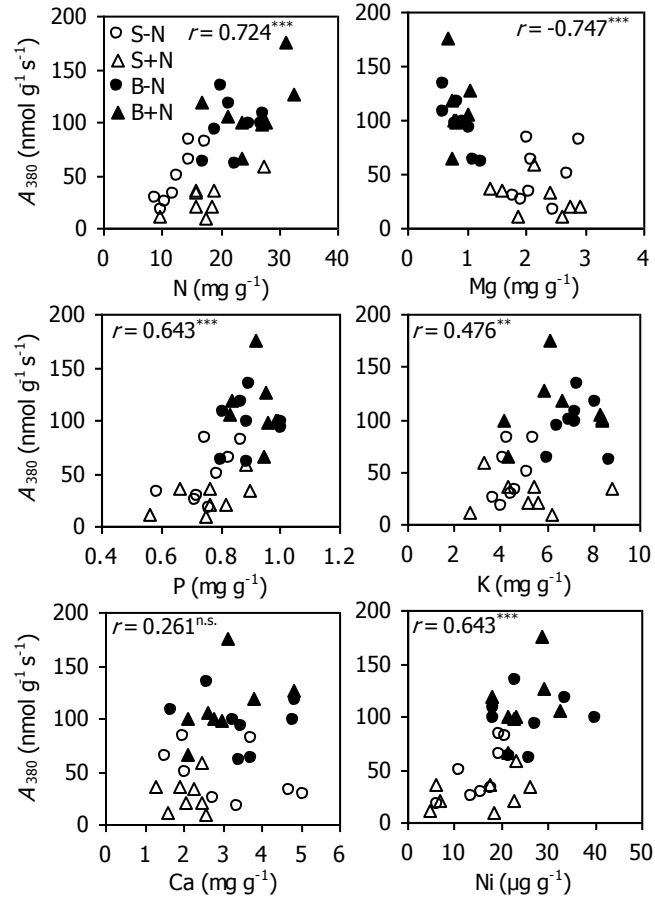 S-N
S+N
B-N
B+N
r = 0.724***
200
150
100
50
0
A380 (nmol g-1 s-1)
0 10 20 30 40
N (mg g-1)
r = -0.747***
200
150
100
50
0
0 1 2 3 4
Mg (mg g-1)
r = 0.643***
200
150
100
50
0
A380 (nmol g-1 s-1)
0.4 0.6 0.8 1.0 1.2
P (mg g-1)
r = 0.476**
200
150
100
50
0
0 2 4 6 8 10
K (mg g-1)
r = 0.261n.s.
200
150
100
50
0
A380 (nmol g-1 s-1)
0 1 2 3 4 5 6
Ca (mg g-1)
r = 0.643***
200
150
100
50
0
0 10 20 30 40 50
Ni (µg g-1)